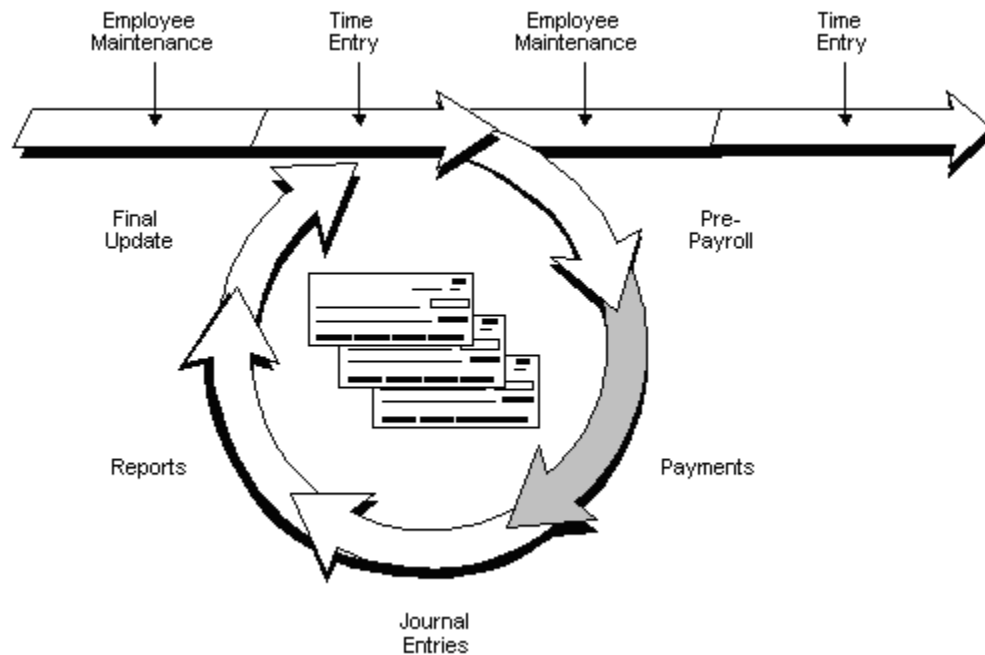 Employee
Maintenance
Time
Entry
Employee
Maintenance
Time
Entry
Final
Update
Pre-
Payroll
Reports
Payments
Journal
Entries